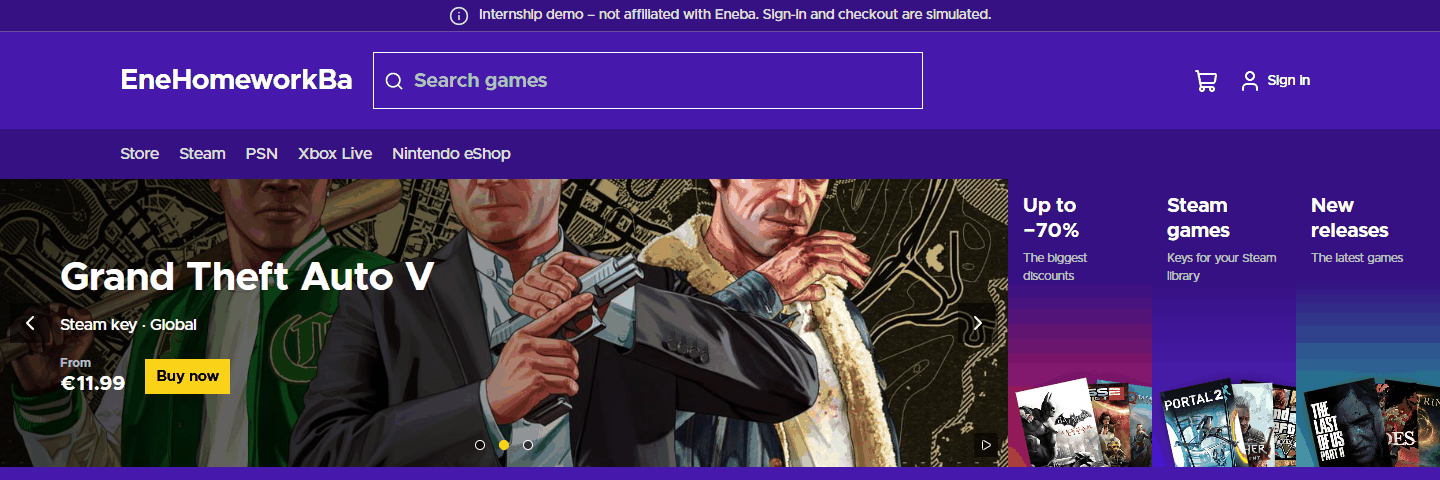 Internship demo – not affiliated with Eneba. Sign-in and checkout are simulated.
EneHomeworkBa
Search games
Sign in
Store
Steam
PSN
Xbox Live
Nintendo eShop
Grand Theft Auto V
Steam key · Global
From
€11.99
Buy now
Up to
−70%
The biggest
discounts
Steam
games
Keys for your Steam
library
New
releases
The latest games
PORTAL 2
THE
LAST
OF US
PART II